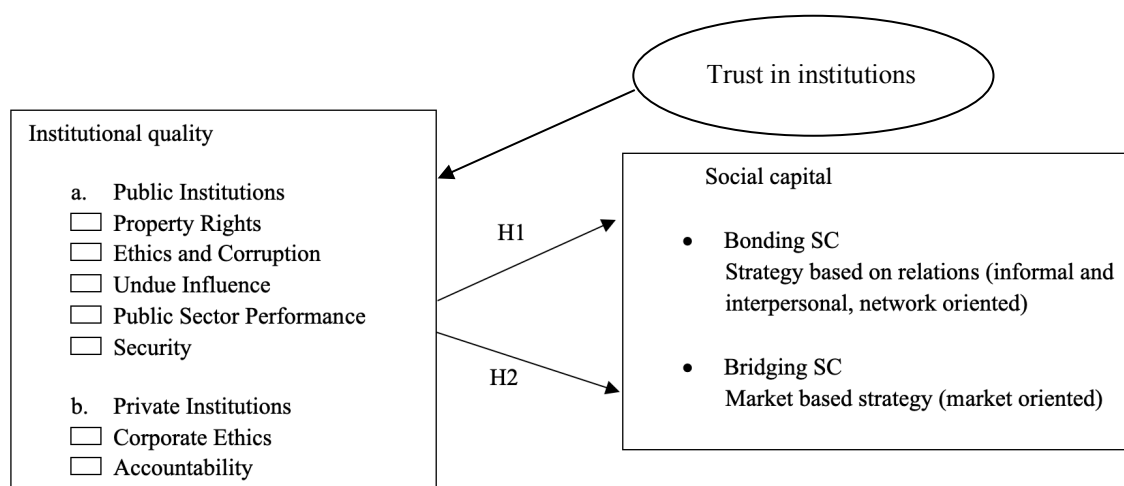 Trust in institutions
Institutional quality
a. Public Institutions
Property Rights
Ethics and Corruption
Undue Influence
Public Sector Performance
Security
b. Private Institutions
Corporate Ethics
Accountability
H1
H2
Social capital
• Bonding SC
Strategy based on relations (informal and
interpersonal, network oriented)
• Bridging SC
Market based strategy (market oriented)